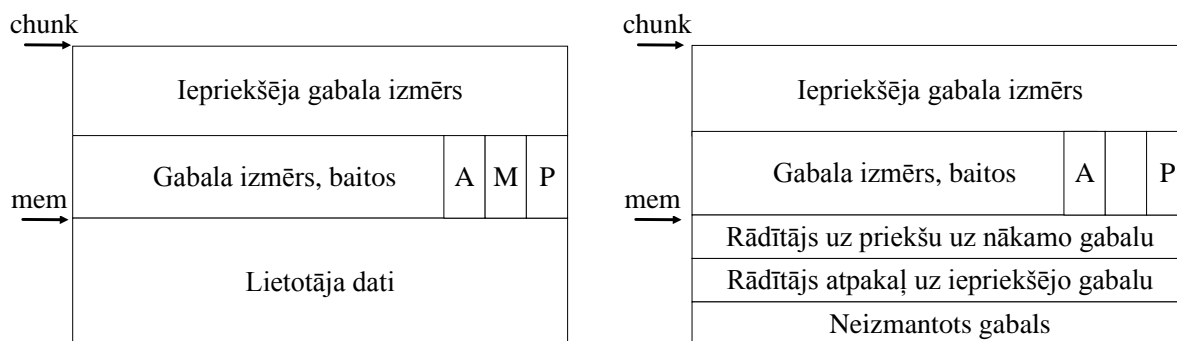 chunk
Iepriekšēja gabala izmērs
Gabala izmērs, baitos A M P
mem
Lietotāja dati
chunk
Iepriekšēja gabala izmērs
Gabala izmērs, baitos A P
mem
Rādītājs uz priekšu uz nākamo gabalu
Rādītājs atpakaļ uz iepriekšējo gabalu
Neizmantots gabals